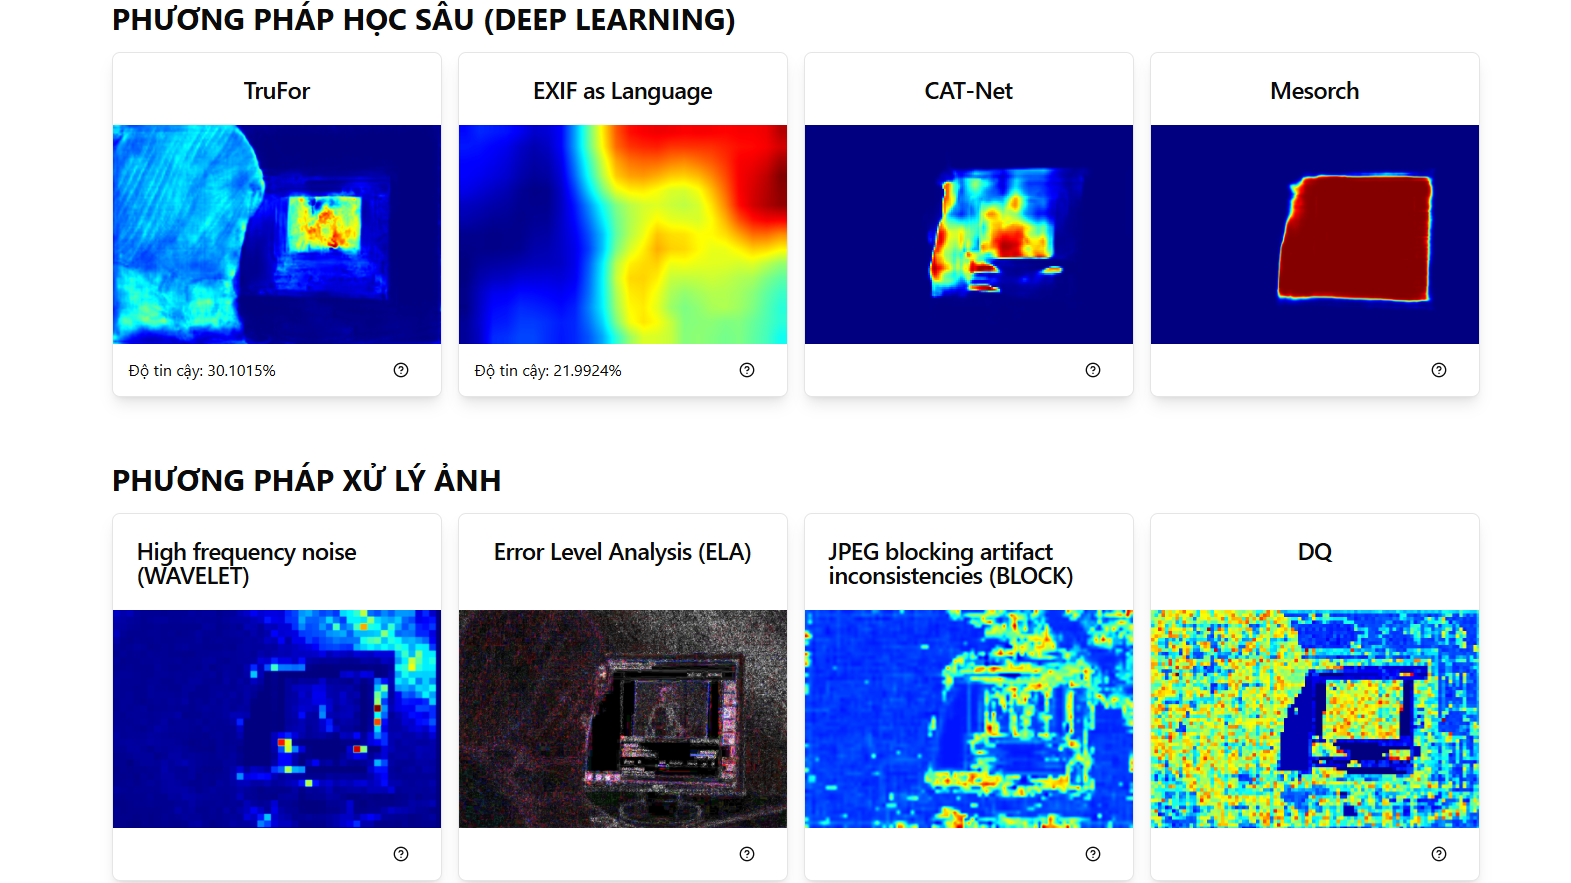 PHƯƠNG PHÁP HỌC SÂU (DEEP LEARNING)
TruFor
EXIF as Language
CAT-Net
Mesorch
Độ tin cậy: 30.1015%
Độ tin cậy: 21.9924%
PHƯƠNG PHÁP XỬ LÝ ẢNH
High frequency noise
(WAVELET)
Error Level Analysis (ELA)
JPEG blocking artifact
inconsistencies (BLOCK)
DQ